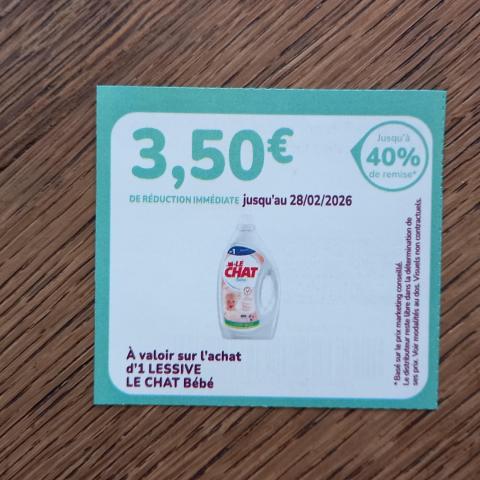 3,50€
DE RÉDUCTION IMMÉDIATE jusqu'au 28/02/2026
Jusqu'à
40%
de remise*
LE
CHAT
À valoir sur l'achat
d'1 LESSIVE
LE CHAT Bébé
* Basé sur le prix marketing conseillé.
Le distributeur reste libre dans la détermination de
ses prix. Voir modalités au dos. Visuels non contractuels.